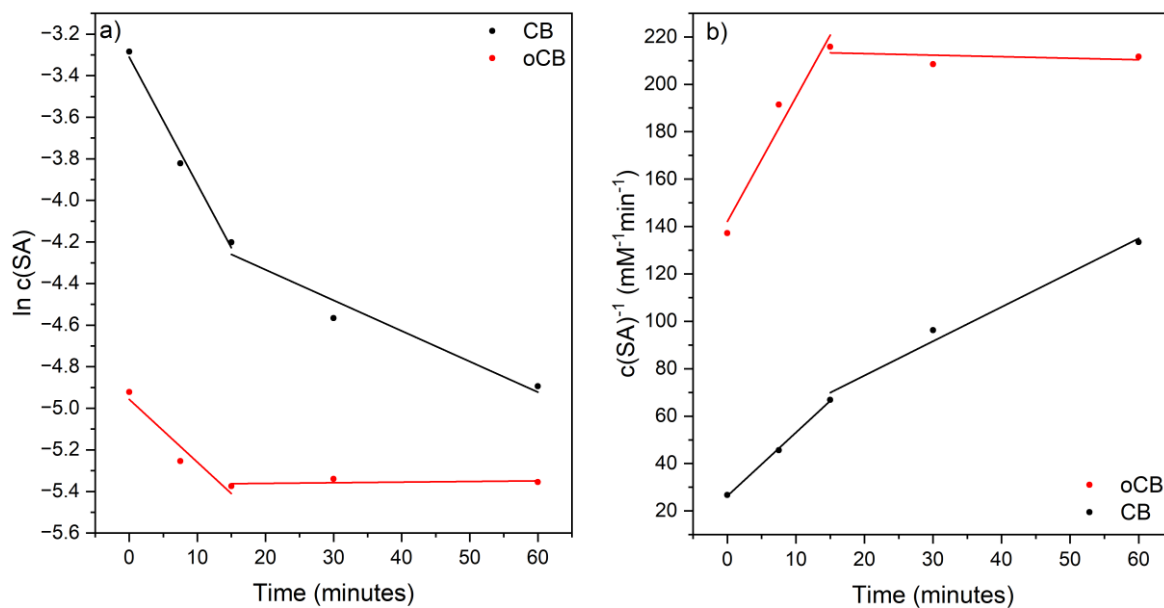 a)
CB
oCB
−3.2
−3.4
−3.6
−3.8
−4.0
−4.2
−4.4
−4.6
−4.8
−5.0
−5.2
−5.4
−5.6
ln c(SA)
0 10 20 30 40 50 60
Time (minutes)
b)
220
200
180
160
140
120
100
80
60
40
20
c(SA)⁻¹ (mM⁻¹min⁻¹)
oCB
CB
0 10 20 30 40 50 60
Time (minutes)